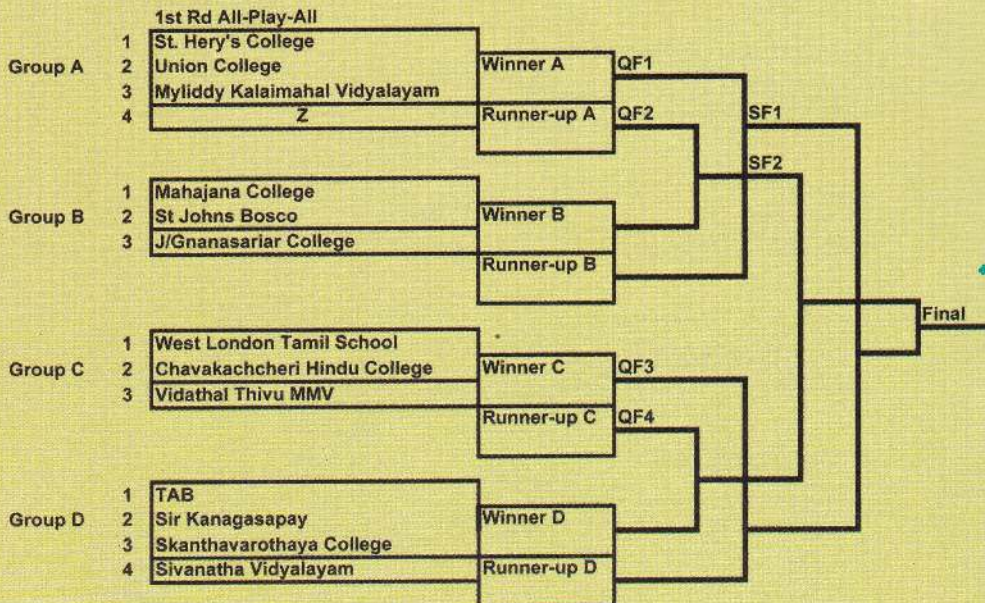 1st Rd All-Play-All
Group A
1 St. Hery's College
2 Union College
3 Myliddy Kalaimahal Vidyalayam
4 Z
Winner A QF1
Runner-up A QF2
SF1
SF2
Group B
1 Mahajana College
2 St Johns Bosco
3 J/Gnanasariar College
Winner B
Runner-up B
Final
Group C
1 West London Tamil School
2 Chavakachcheri Hindu College
3 Vidathal Thivu MMV
Winner C QF3
Runner-up C QF4
Group D
1 TAB
2 Sir Kanagasapay
3 Skanthavarothaya College
4 Sivanatha Vidyalayam
Winner D
Runner-up D